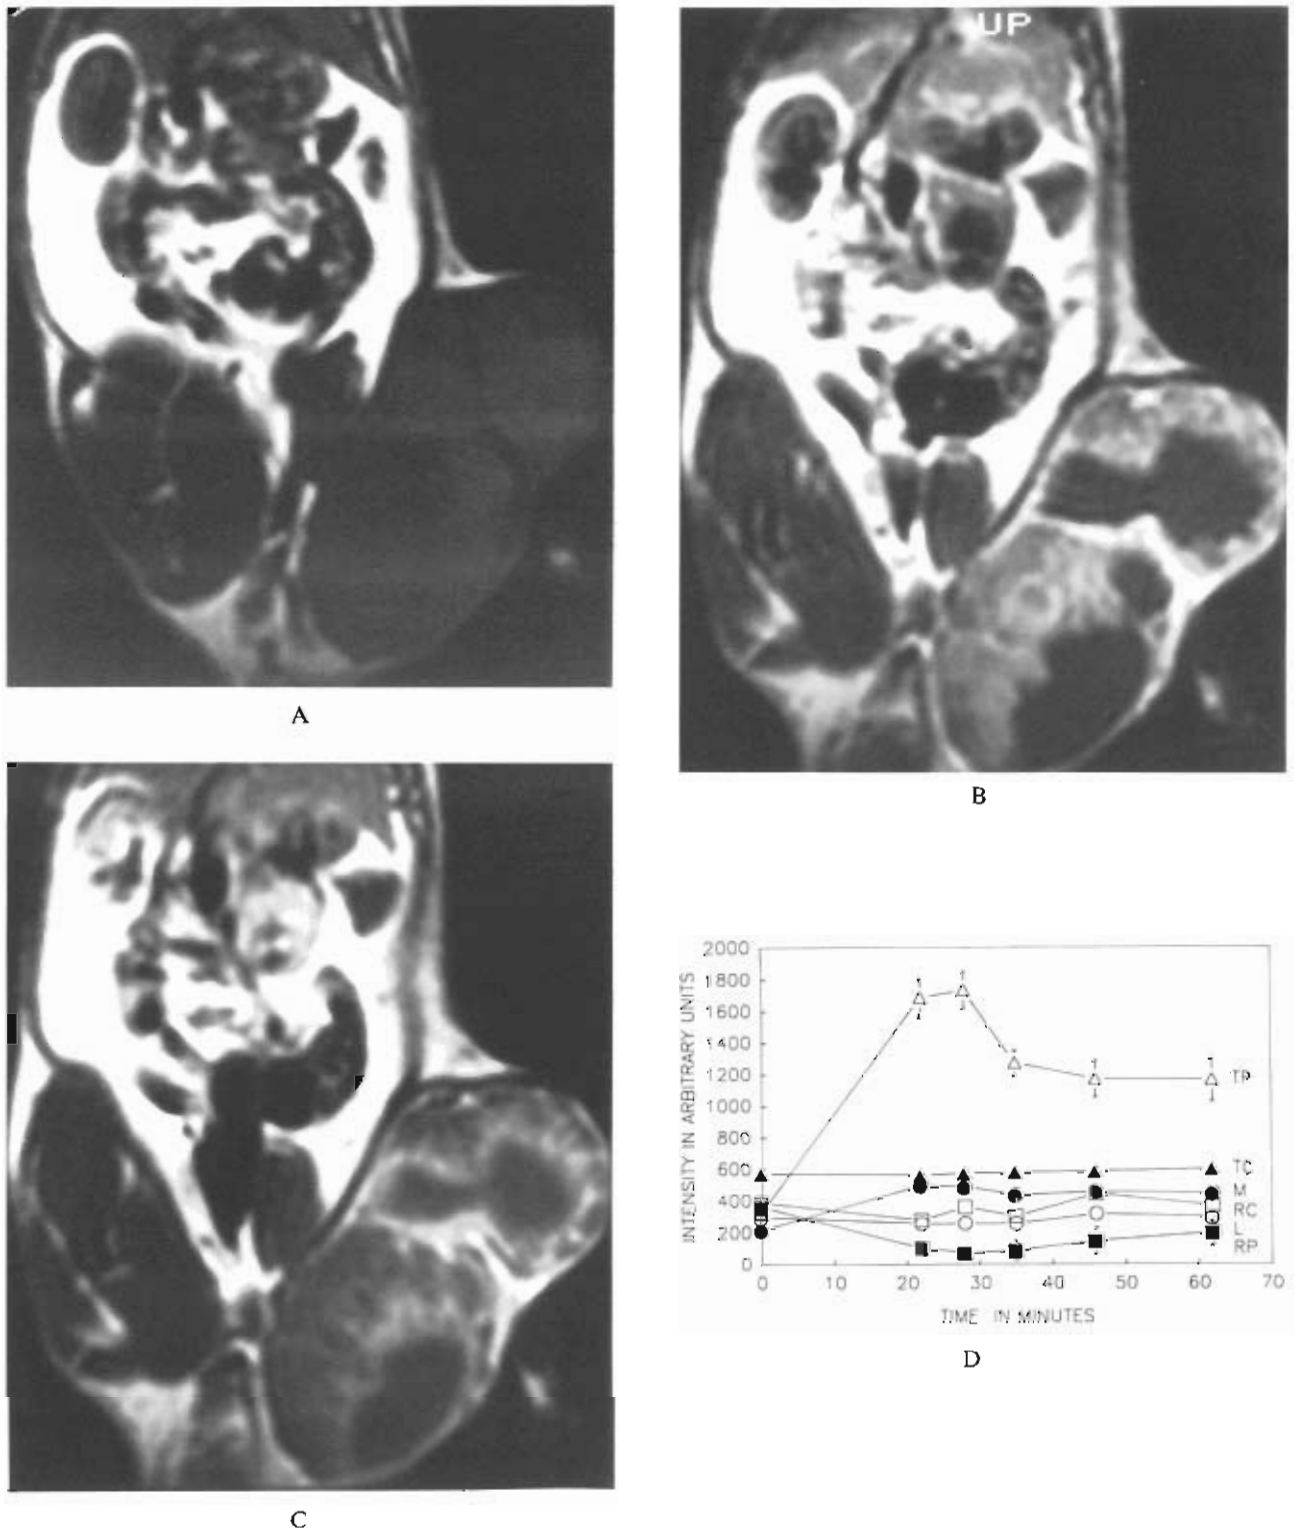 UP
A
B
C
INTENSITY IN ARBITRARY UNITS
2000
1800
1600
1400
1200
1000
800
600
400
200
0
TP
TC
M
RC
L
RP
0 10 20 30 40 50 60 70
TIME IN MINUTES
D